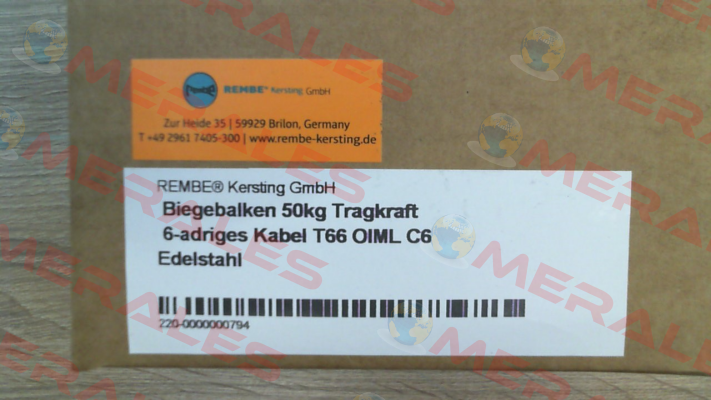 REMBE® Kersting GmbH
Zur Heide 35 | 59929 Brilon, Germany
T +49 2961 7405-300 | www.rembe-kersting.de
REMBE® Kersting GmbH
Biegebalken 50kg Tragkraft
6-adriges Kabel T66 OIML C6
Edelstahl
220-0000000794
MERALES